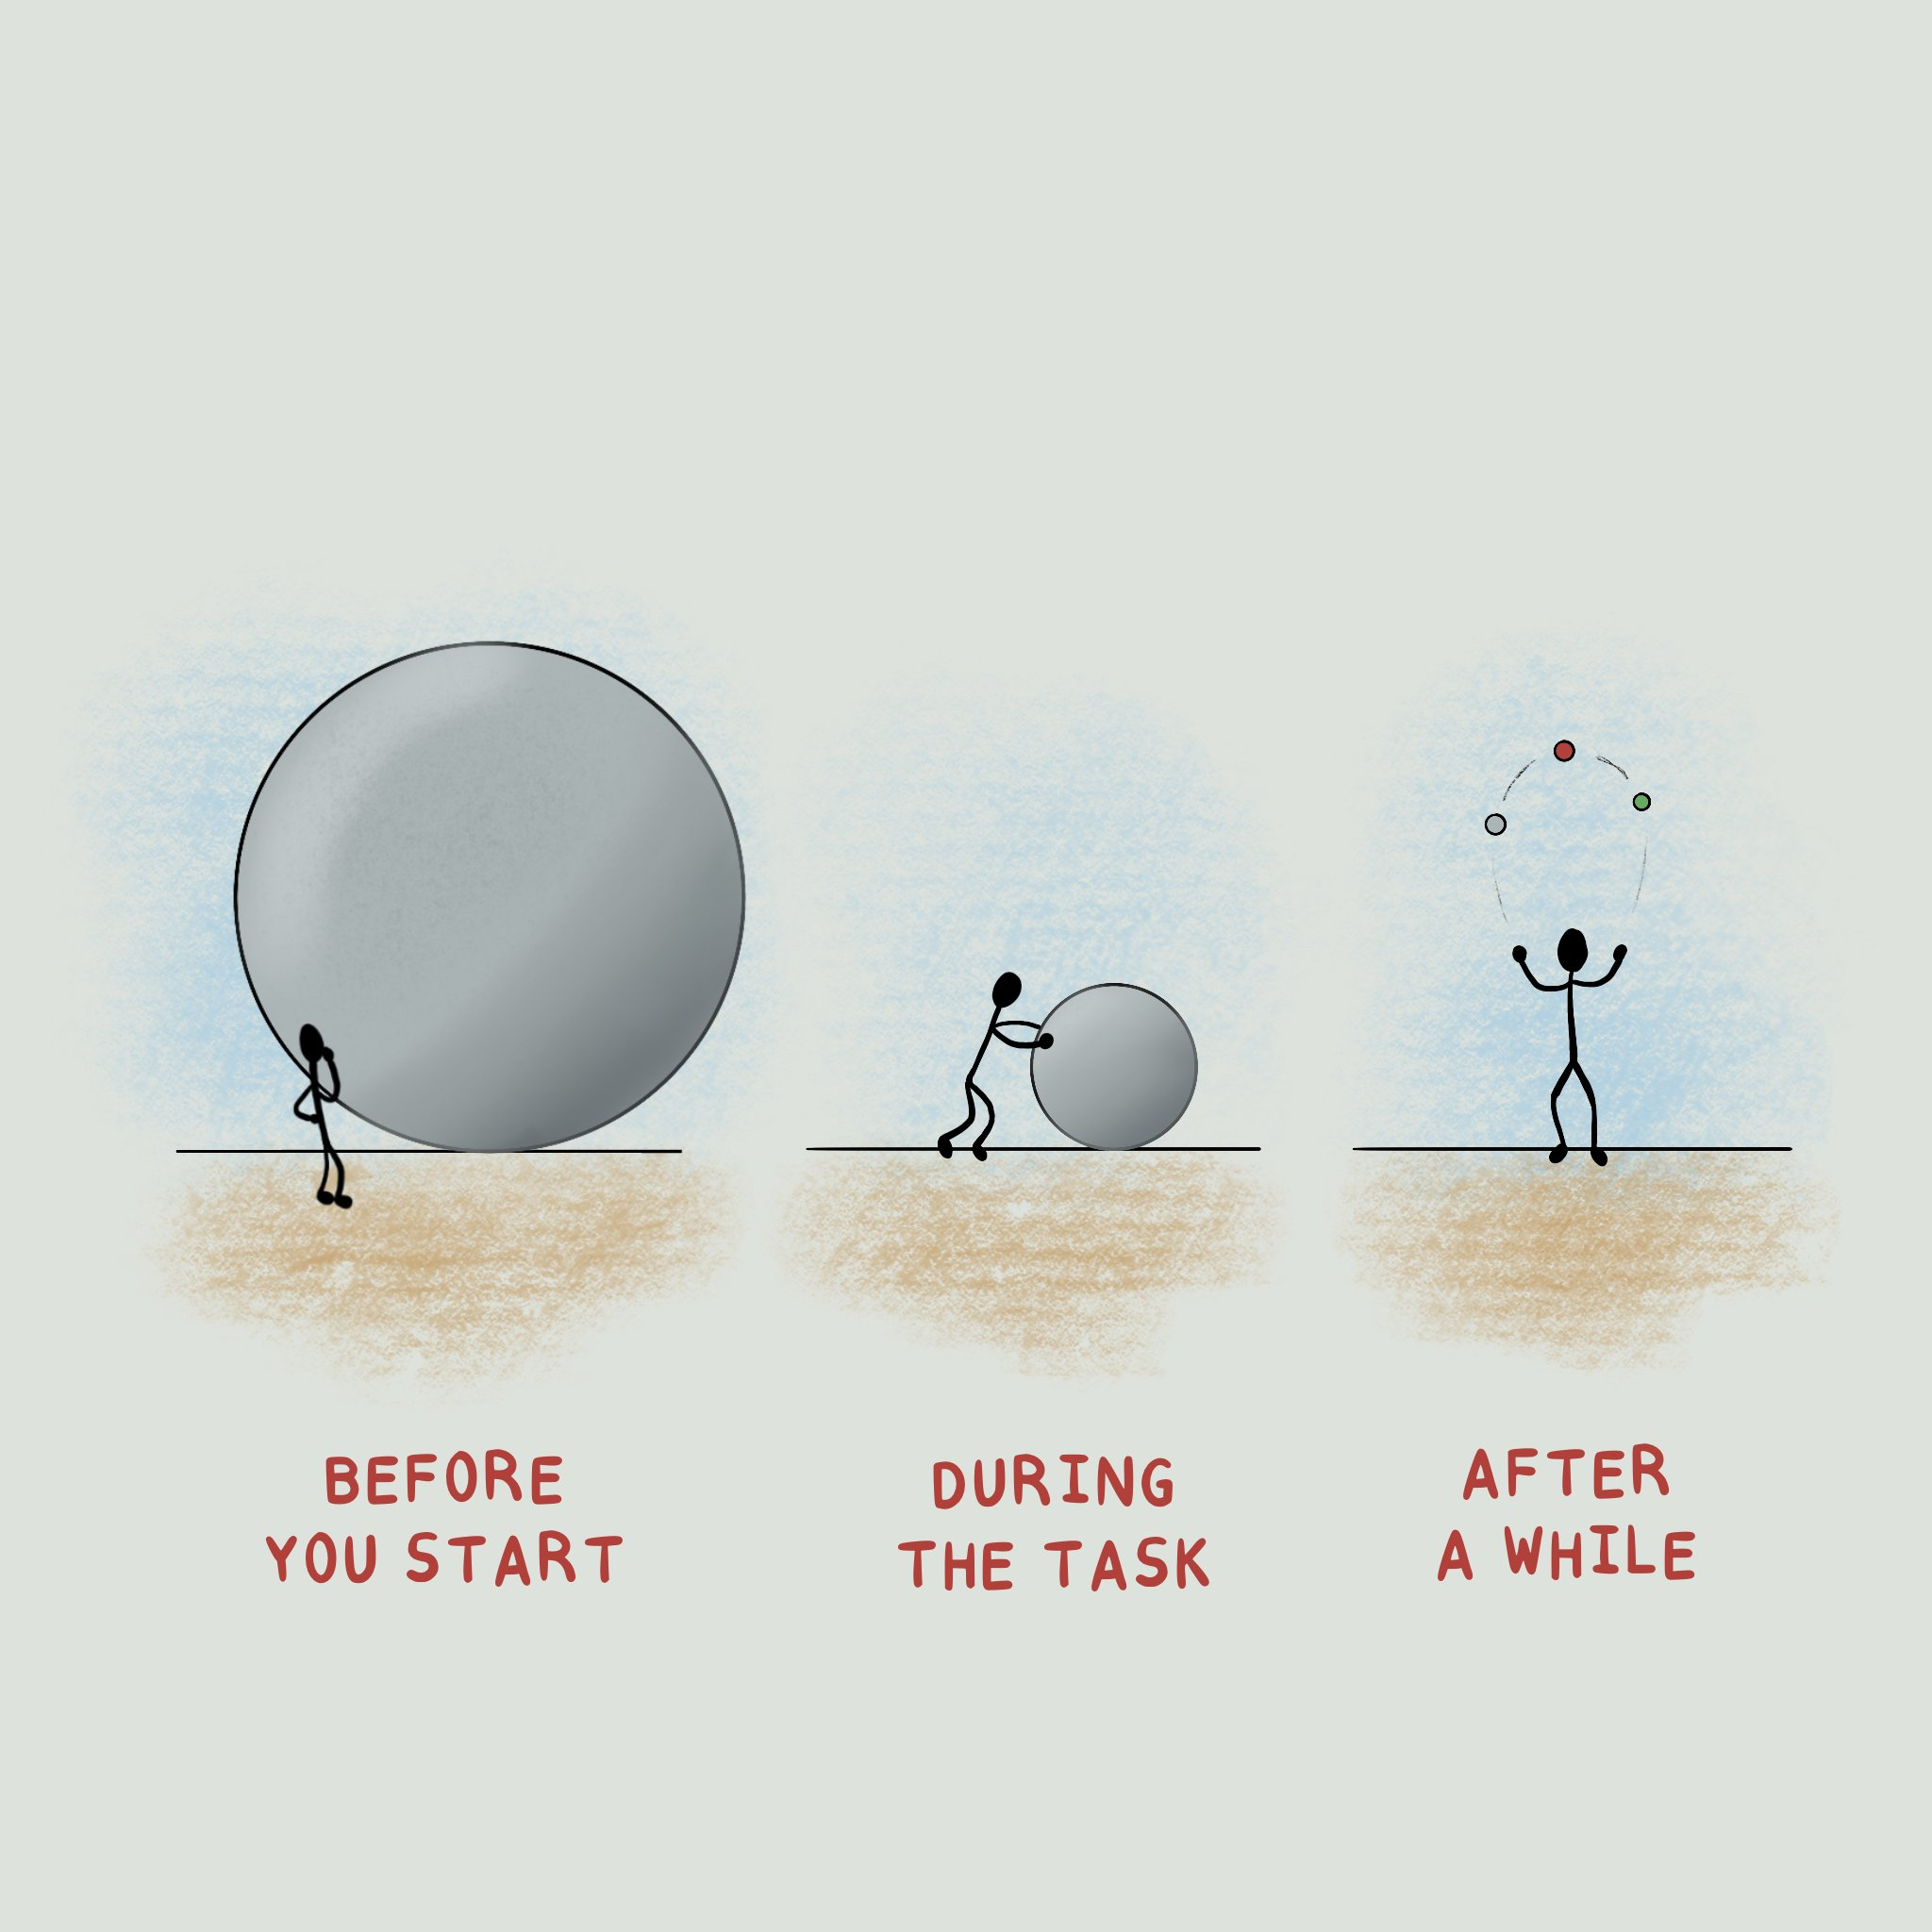 BEFORE
YOU START
DURING
THE TASK
AFTER
A WHILE